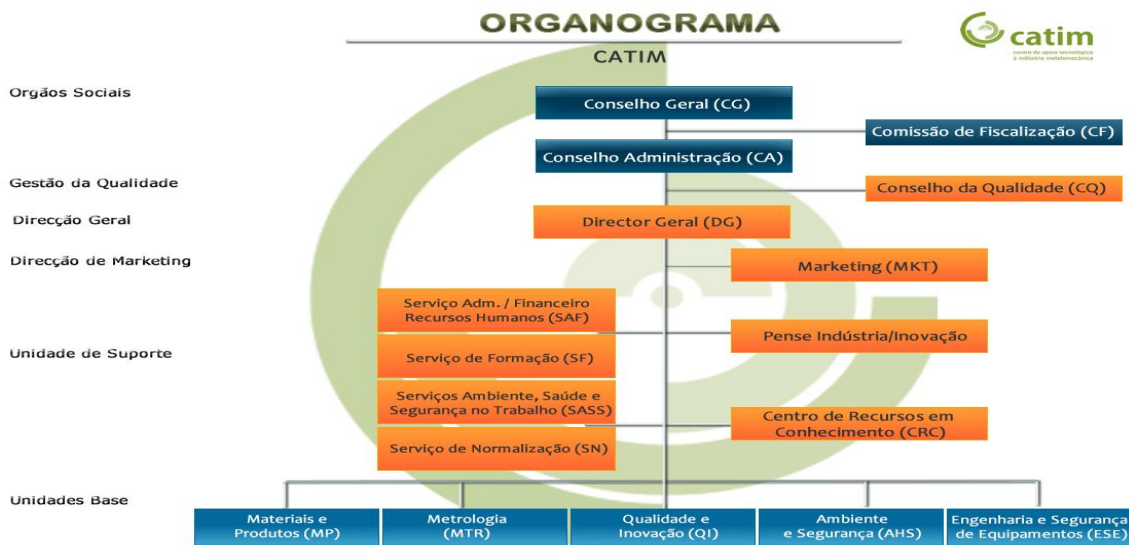 ORGANOGRAMA
CATIM
catim
centro de apoio tecnológico
à indústria metalomecânica
Orgãos Sociais
Conselho Geral (CG)
Comissão de Fiscalização (CF)
Conselho Administração (CA)
Gestão da Qualidade
Conselho da Qualidade (CQ)
Direcção Geral
Director Geral (DG)
Direcção de Marketing
Marketing (MKT)
Serviço Adm. / Financeiro
Recursos Humanos (SAF)
Pense Indústria/Inovação
Unidade de Suporte
Serviço de Formação (SF)
Serviços Ambiente, Saúde e
Segurança no Trabalho (SASS)
Centro de Recursos em
Conhecimento (CRC)
Serviço de Normalização (SN)
Unidades Base
Materiais e
Produtos (MP)
Metrologia
(MTR)
Qualidade e
Inovação (QI)
Ambiente
e Segurança (AHS)
Engenharia e Segurança
de Equipamentos (ESE)